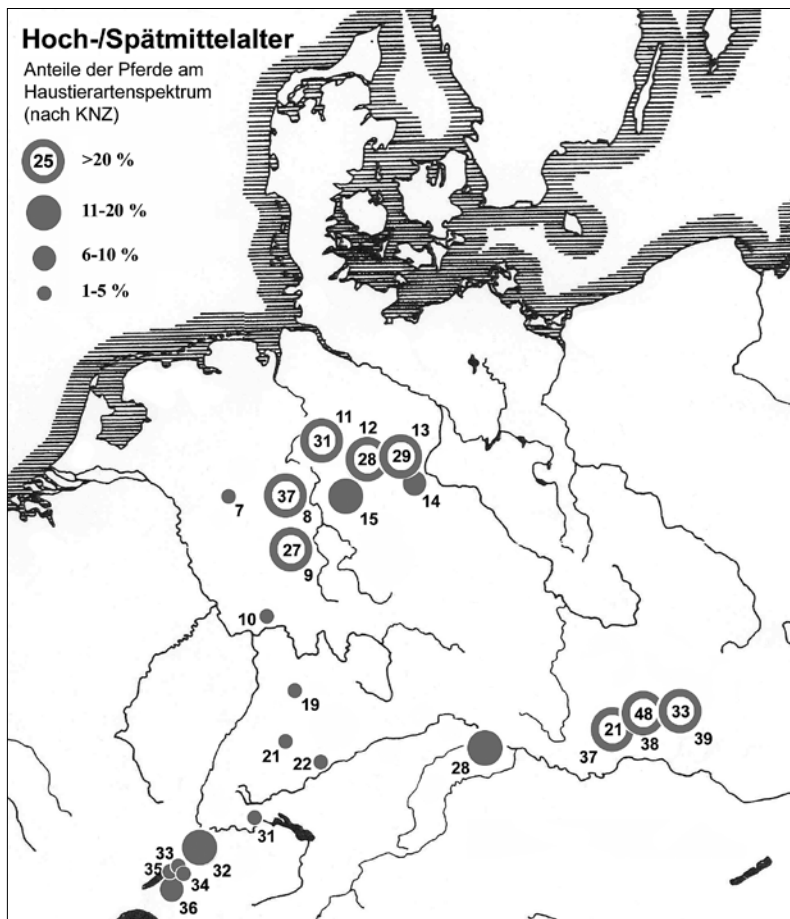 Hoch-/Spätmittelalter
Anteile der Pferde am
Haustierartenspektrum
(nach KNZ)
25 >20 %
11-20 %
6-10 %
1-5 %
11
31 12 13
28 29
7 37 8 15 14
27
9
10
19
21
22
28
21 48 33
37 38 39
31
33
35 34 32
36